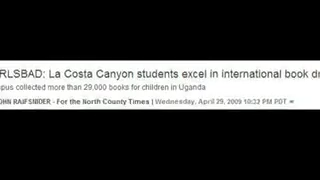 RLSBAD: La Costa Canyon students excel in international book dr
pus collected more than 29,000 books for children in Uganda
OHN RAIFSNIDER - For the North County Times | Wednesday, April 29, 2009 10:33 PM PDT